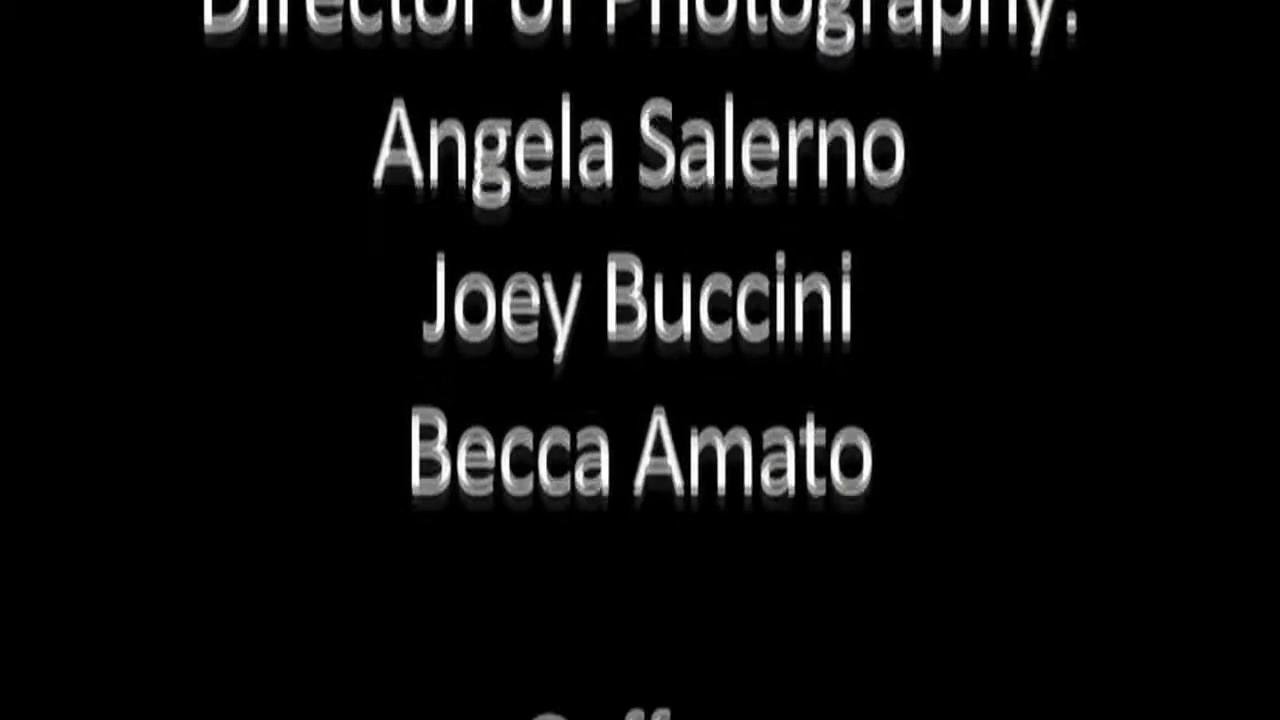 Director of Photography:
Angela Salerno
Joey Buccini
Becca Amato